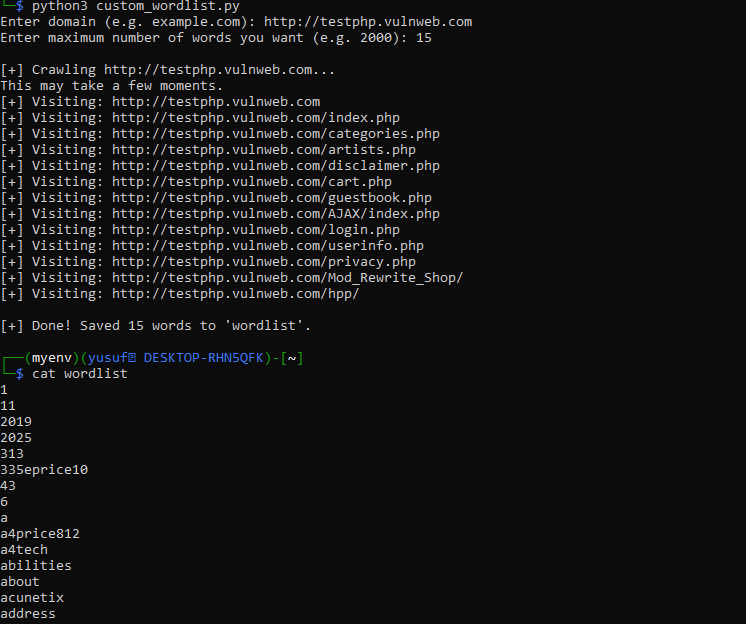 └─$ python3 custom_wordlist.py
Enter domain (e.g. example.com): http://testphp.vulnweb.com
Enter maximum number of words you want (e.g. 2000): 15
[+] Crawling http://testphp.vulnweb.com...
This may take a few moments.
[+] Visiting: http://testphp.vulnweb.com
[+] Visiting: http://testphp.vulnweb.com/index.php
[+] Visiting: http://testphp.vulnweb.com/categories.php
[+] Visiting: http://testphp.vulnweb.com/artists.php
[+] Visiting: http://testphp.vulnweb.com/disclaimer.php
[+] Visiting: http://testphp.vulnweb.com/cart.php
[+] Visiting: http://testphp.vulnweb.com/guestbook.php
[+] Visiting: http://testphp.vulnweb.com/AJAX/index.php
[+] Visiting: http://testphp.vulnweb.com/login.php
[+] Visiting: http://testphp.vulnweb.com/userinfo.php
[+] Visiting: http://testphp.vulnweb.com/privacy.php
[+] Visiting: http://testphp.vulnweb.com/Mod_Rewrite_Shop/
[+] Visiting: http://testphp.vulnweb.com/hpp/
[+] Done! Saved 15 words to 'wordlist'.
┌──(myenv)(yusuf DESKTOP-RHN5QFK)-[~]
└─$ cat wordlist
1
11
2019
2025
313
335eprice10
43
6
a
a4price812
a4tech
abilities
about
acunetix
address